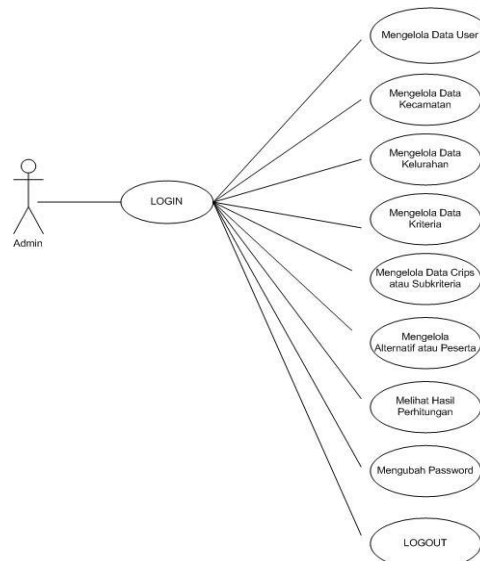 Mengelola Data User
Mengelola Data
Kecamatan
Mengelola Data
Kelurahan
LOGIN
Admin
Mengelola Data
Kriteria
Mengelola Data Crips
atau Subkriteria
Mengelola
Alternatif atau Peserta
Melihat Hasil
Perhitungan
Mengubah Password
LOGOUT